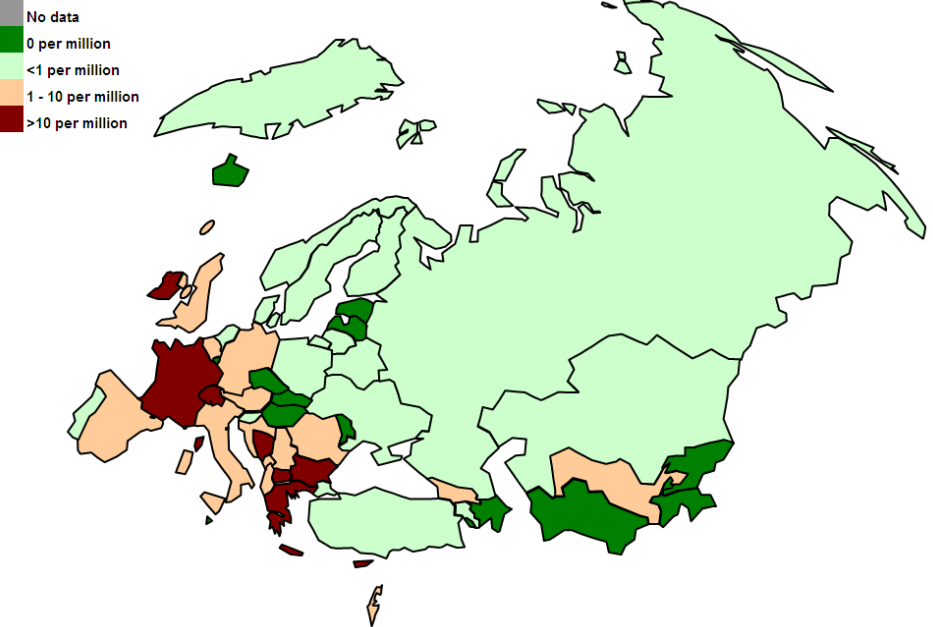 No data
0 per million
<1 per million
1 - 10 per million
>10 per million